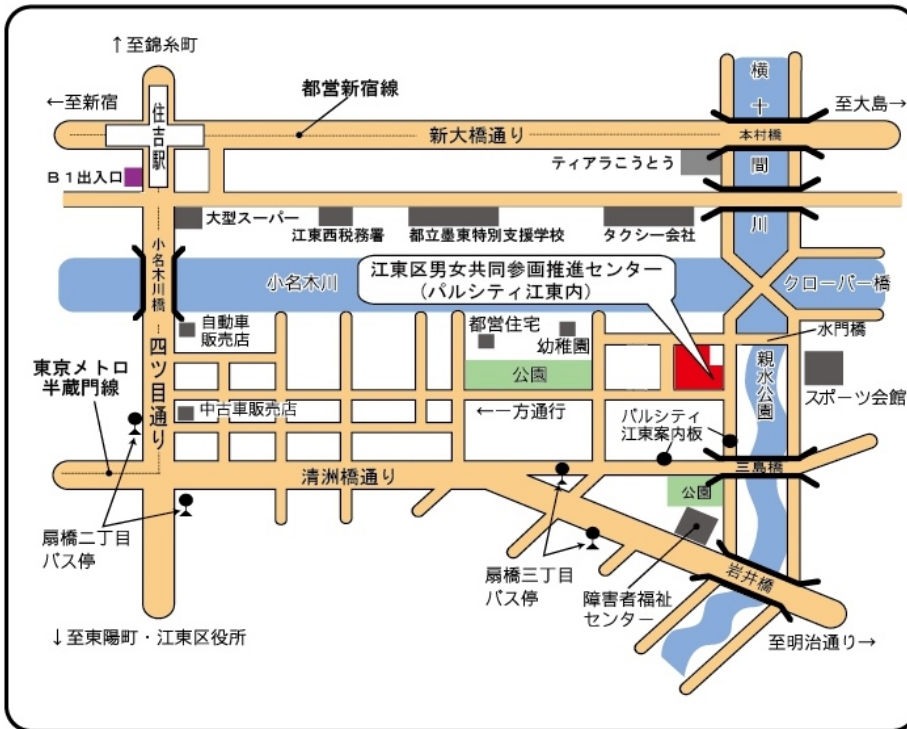 ↑至錦糸町
←至新宿
住吉駅
都営新宿線
新大橋通り
横十間川
本村橋
至大島→
B1出入口
ティアラこうとう
大型スーパー
江東西税務署
都立墨東特別支援学校
タクシー会社
小名木川橋
小名木川
江東区男女共同参画推進センター
(パルシティ江東内)
クローバー橋
自動車
販売店
都営住宅
幼稚園
水門橋
東京メトロ
半蔵門線
四ツ目通り
公園
親水公園
スポーツ会館
中古車販売店
←一方通行
パルシティ
江東案内板
清洲橋通り
三島橋
公園
扇橋二丁目
バス停
扇橋三丁目
バス停
障害者福祉
センター
岩井橋
↓至東陽町・江東区役所
至明治通り→